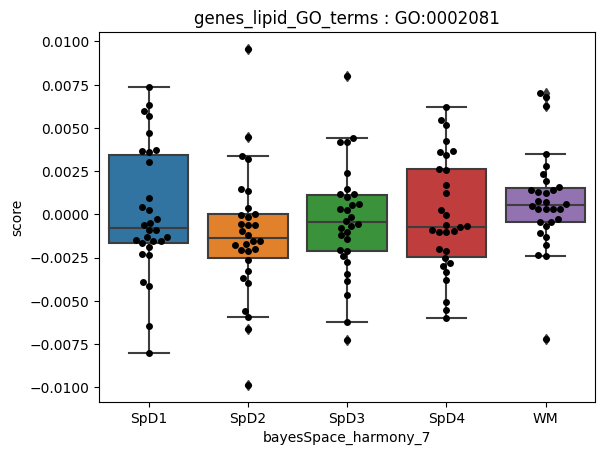 genes_lipid_GO_terms : GO:0002081
0.0100
0.0075
0.0050
0.0025
0.0000
−0.0025
−0.0050
−0.0075
−0.0100
score
SpD1 SpD2 SpD3 SpD4 WM
bayesSpace_harmony_7